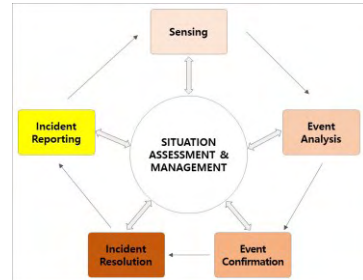 Sensing
Incident
Reporting
SITUATION
ASSESSMENT &
MANAGEMENT
Event
Analysis
Incident
Resolution
Event
Confirmation